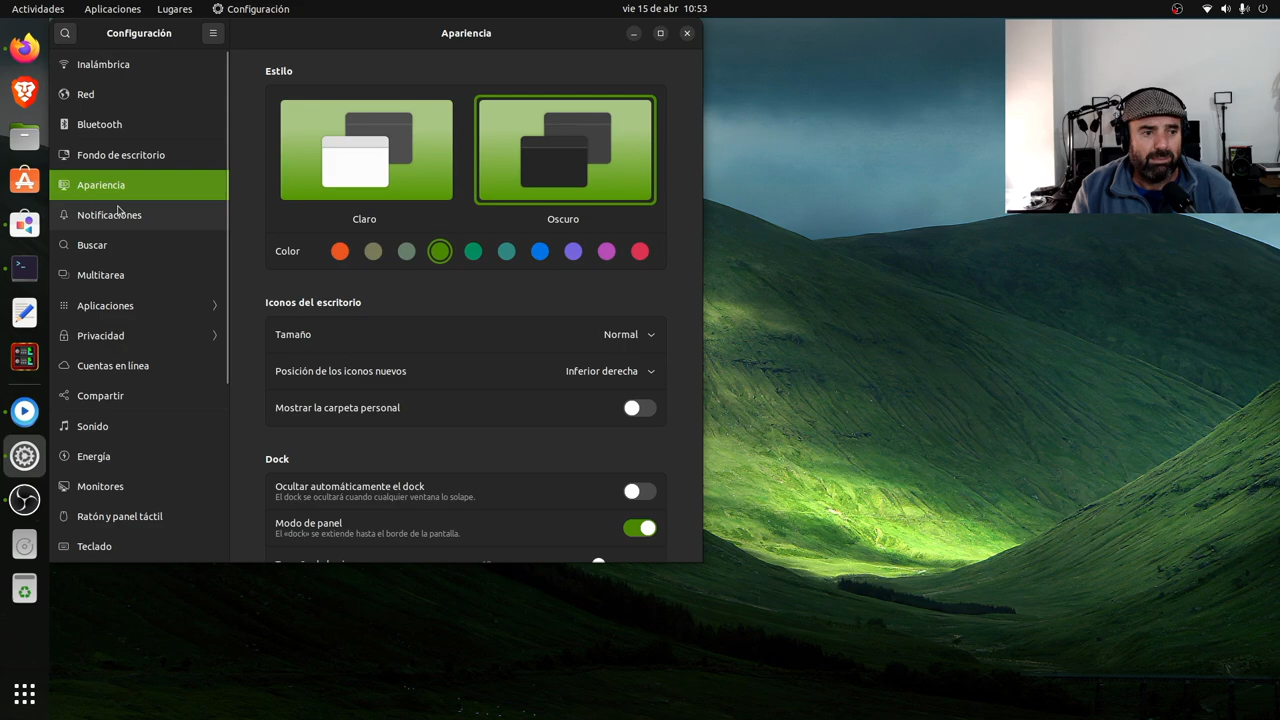 Actividades
Aplicaciones
Lugares
Configuración
vie 15 de abr 10:53
Configuración
Apariencia
Inalámbrica
Red
Bluetooth
Fondo de escritorio
Apariencia
Notificaciones
Buscar
Multitarea
Aplicaciones
Privacidad
Cuentas en línea
Compartir
Sonido
Energía
Monitores
Ratón y panel táctil
Teclado
Estilo
Claro
Oscuro
Color
Iconos del escritorio
Tamaño
Normal
Posición de los iconos nuevos
Inferior derecha
Mostrar la carpeta personal
Dock
Ocultar automáticamente el dock
El dock se ocultará cuando cualquier ventana lo solape.
Modo de panel
El «dock» se extiende hasta el borde de la pantalla.